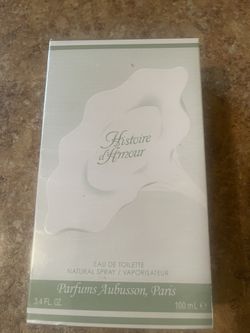 Histoire
d'Amour
EAU DE TOILETTE
NATURAL SPRAY / VAPORISATEUR
Parfums Aubusson, Paris
3.4 FL. OZ. 100 mL ℮